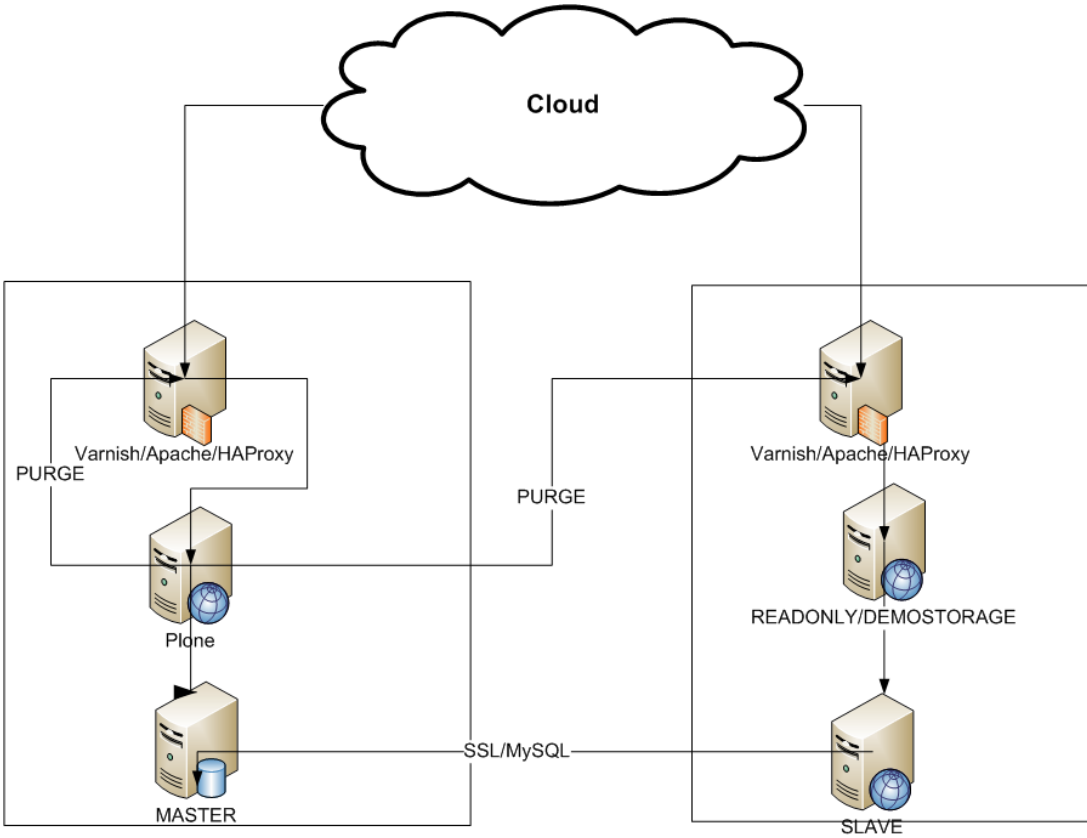 Cloud
Varnish/Apache/HAProxy
Varnish/Apache/HAProxy
PURGE
PURGE
READONLY/DEMOSTORAGE
Plone
SSL/MySQL
MASTER
SLAVE